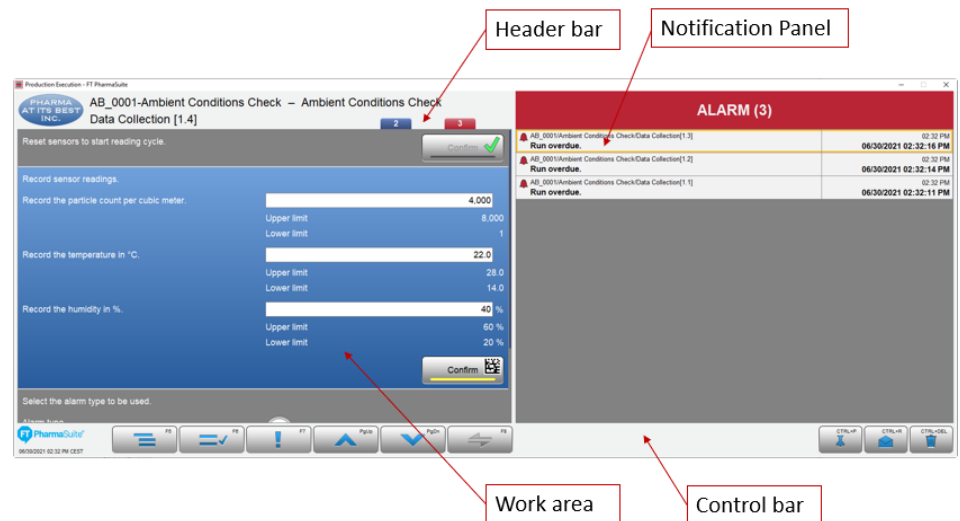 Header bar
Notification Panel
Production Execution - FT PharmaSuite
PHARMA
AT ITS BEST
INC.
AB_0001-Ambient Conditions Check – Ambient Conditions Check
Data Collection [1.4]
2
3
ALARM (3)
Reset sensors to start reading cycle.
Confirm
AB_0001/Ambient Conditions Check/Data Collection[1.3]
02:32 PM
Run overdue.
06/30/2021 02:32:16 PM
AB_0001/Ambient Conditions Check/Data Collection[1.2]
02:32 PM
Run overdue.
06/30/2021 02:32:14 PM
AB_0001/Ambient Conditions Check/Data Collection[1.1]
02:32 PM
Run overdue.
06/30/2021 02:32:11 PM
Record sensor readings.
Record the particle count per cubic meter.
4,000
Upper limit
8,000
Lower limit
1
Record the temperature in °C.
22.0
Upper limit
28.0
Lower limit
14.0
Record the humidity in %.
40 %
Upper limit
60 %
Lower limit
20 %
Confirm
Select the alarm type to be used.
Alarm type
FT PharmaSuite
06/30/2021 02:32 PM CEST
F5
F6
F7
PgUp
PgDn
F8
CTRL+P
CTRL+R
CTRL+DEL
Work area
Control bar